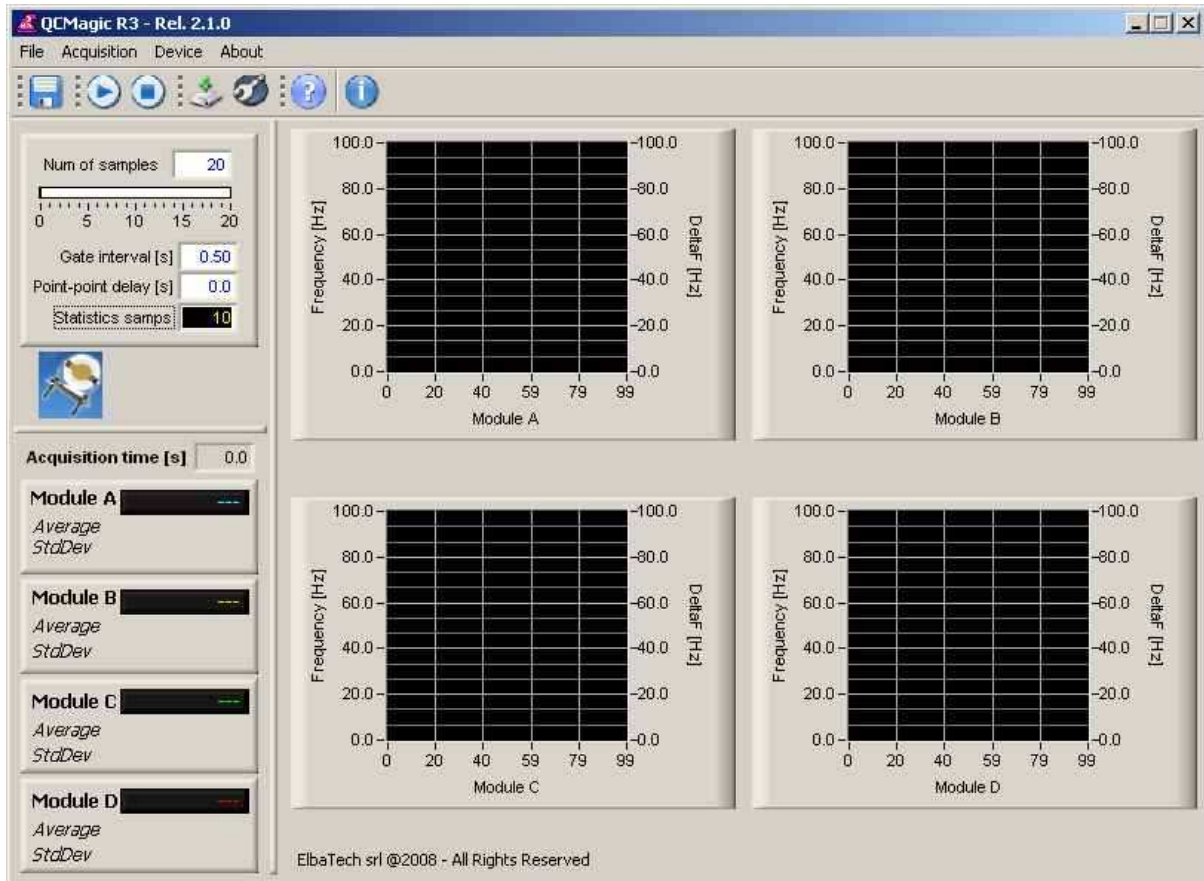 QCMagic R3 - Rel. 2.1.0
File Acquisition Device About
Num of samples 20
0 5 10 15 20
Gate interval [s] 0.50
Point-point delay [s] 0.0
Statistics samps 10
Acquisition time [s] 0.0
Module A ---
Average
StdDev
Module B ---
Average
StdDev
Module C ---
Average
StdDev
Module D ---
Average
StdDev
Frequency [Hz]
100.0
80.0
60.0
40.0
20.0
0.0
100.0
80.0
60.0
40.0
20.0
0.0
DeltaF [Hz]
0 20 40 59 79 99
Module A
Frequency [Hz]
100.0
80.0
60.0
40.0
20.0
0.0
100.0
80.0
60.0
40.0
20.0
0.0
DeltaF [Hz]
0 20 40 59 79 99
Module B
Frequency [Hz]
100.0
80.0
60.0
40.0
20.0
0.0
100.0
80.0
60.0
40.0
20.0
0.0
DeltaF [Hz]
0 20 40 59 79 99
Module C
Frequency [Hz]
100.0
80.0
60.0
40.0
20.0
0.0
100.0
80.0
60.0
40.0
20.0
0.0
DeltaF [Hz]
0 20 40 59 79 99
Module D
ElbaTech srl @2008 - All Rights Reserved